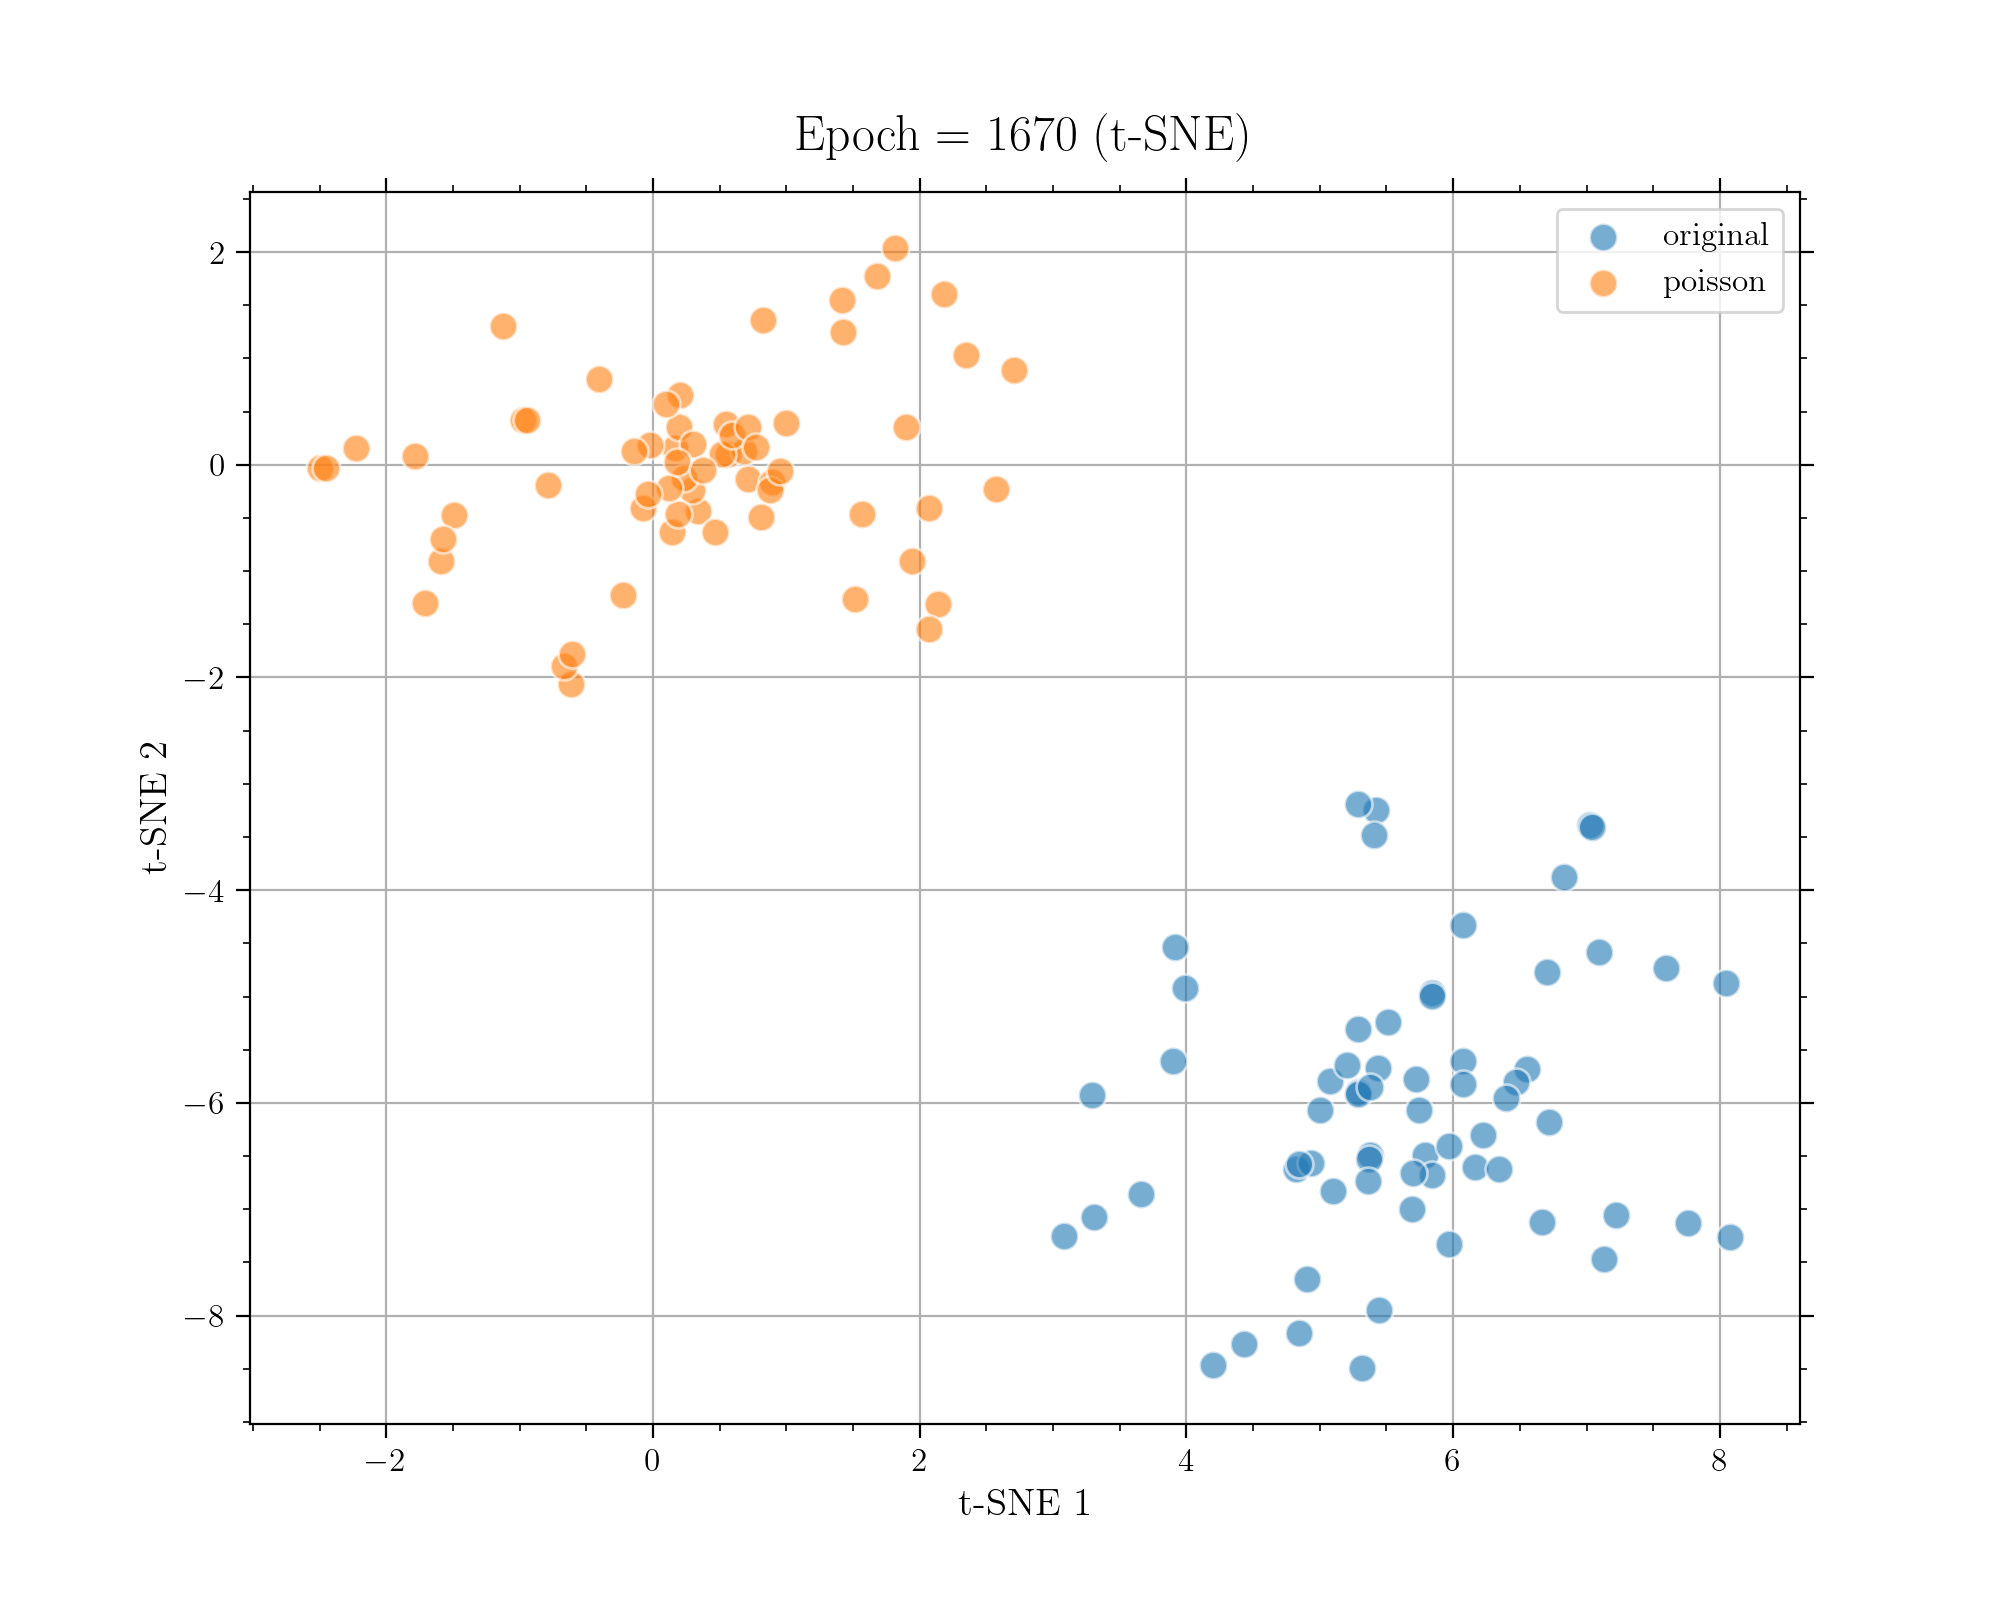 Epoch = 1670 (t-SNE)
original
poisson
2
0
−2
−4
−6
−8
t-SNE 2
−2 0 2 4 6 8
t-SNE 1